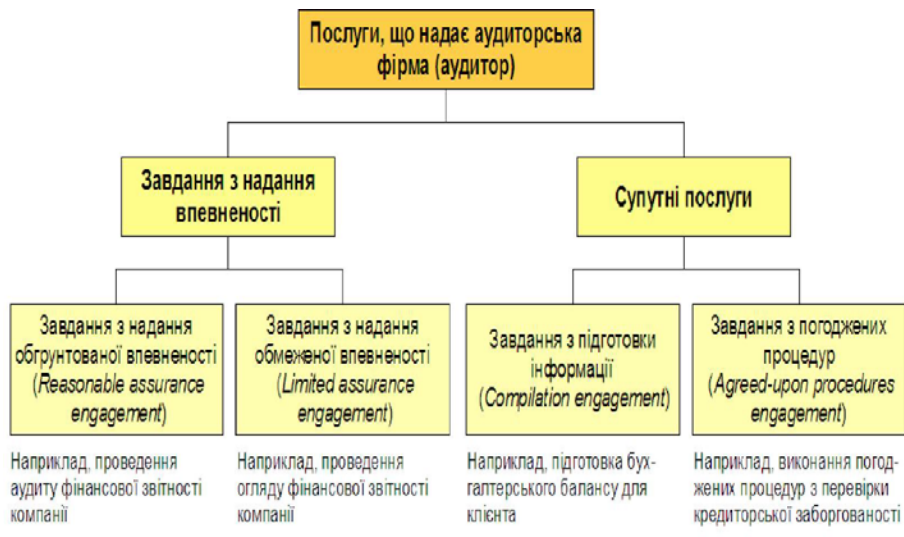 Послуги, що надає аудиторська
фірма (аудитор)
Завдання з надання
впевненості
Супутні послуги
Завдання з надання
обгрунтованої впевненості
(Reasonable assurance
engagement)
Завдання з надання
обмеженої впевненості
(Limited assurance
engagement)
Завдання з підготовки
інформації
(Compilation engagement)
Завдання з погоджених
процедур
(Agreed-upon procedures
engagement)
Наприклад, проведення
аудиту фінансової звітності
компанії
Наприклад, проведення
огляду фінансової звітності
компанії
Наприклад, підготовка бух-
галтерського балансу для
клієнта
Наприклад, виконання погод-
жених процедур з перевірки
кредиторської заборгованості